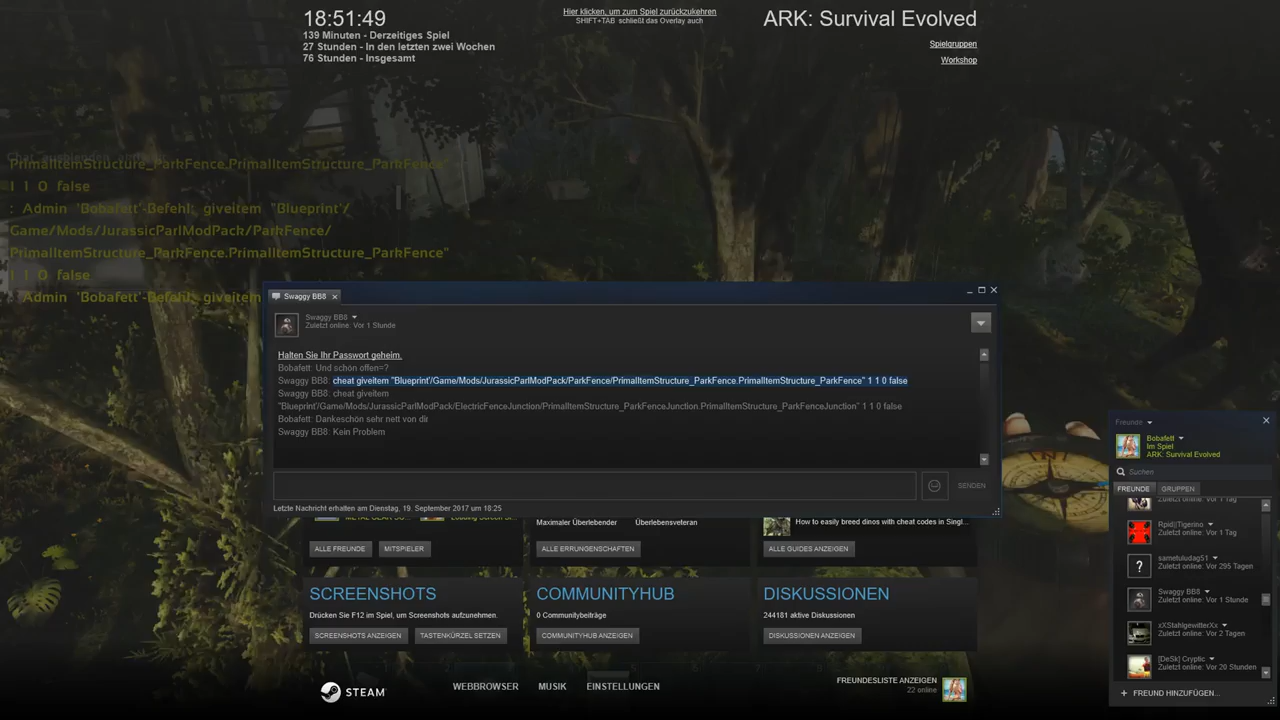 18:51:49
139 Minuten - Derzeitiges Spiel
27 Stunden - In den letzten zwei Wochen
76 Stunden - Insgesamt
Hier klicken, um zum Spiel zurückzukehren
SHIFT+TAB schließt das Overlay auch
ARK: Survival Evolved
Spielgruppen
Workshop
PrimalItemStructure_ParkFence.PrimalItemStructure_ParkFence"
1 1 0 false
: Admin 'Bobafett'-Befehl: giveitem "Blueprint'/
Game/Mods/JurassicParlModPack/ParkFence/
PrimalItemStructure_ParkFence.PrimalItemStructure_ParkFence"
1 1 0 false
Admin 'Bobafett'-Befehl: giveitem
Swaggy BB8
Swaggy BB8
Zuletzt online: Vor 1 Stunde
Halten Sie Ihr Passwort geheim.
Bobafett: Und schön offen=?
Swaggy BB8: cheat giveitem "Blueprint'/Game/Mods/JurassicParlModPack/ParkFence/PrimalItemStructure_ParkFence.PrimalItemStructure_ParkFence" 1 1 0 false
Swaggy BB8: cheat giveitem
"Blueprint'/Game/Mods/JurassicParlModPack/ElectricFenceJunction/PrimalItemStructure_ParkFenceJunction.PrimalItemStructure_ParkFenceJunction" 1 1 0 false
Bobafett: Dankeschön sehr nett von dir
Swaggy BB8: Kein Problem
SENDEN
Letzte Nachricht erhalten am Dienstag, 19. September 2017 um 18:25
Maximaler Überlebender
Überlebensveteran
How to easily breed dinos with cheat codes in Singl...
ALLE FREUNDE
MITSPIELER
ALLE ERRUNGENSCHAFTEN
ALLE GUIDES ANZEIGEN
SCREENSHOTS
Drücken Sie F12 im Spiel, um Screenshots aufzunehmen.
SCREENSHOTS ANZEIGEN
TASTENKÜRZEL SETZEN
COMMUNITYHUB
0 Communitybeiträge
COMMUNITYHUB ANZEIGEN
DISKUSSIONEN
244181 aktive Diskussionen
DISKUSSIONEN ANZEIGEN
STEAM
WEBBROWSER
MUSIK
EINSTELLUNGEN
FREUNDESLISTE ANZEIGEN
22 online
Freunde
Bobafett
Im Spiel
ARK: Survival Evolved
Suchen
FREUNDE
GRUPPEN
Zuletzt online: Vor 1 Tag
Rpid||Tigerino
Zuletzt online: Vor 1 Tag
sametuludag51
Zuletzt online: Vor 295 Tagen
Swaggy BB8
Zuletzt online: Vor 1 Stunde
xXStahlgewitterXx
Zuletzt online: Vor 2 Tagen
[DeSk] Cryptic
Zuletzt online: Vor 20 Stunden
FREUND HINZUFÜGEN...